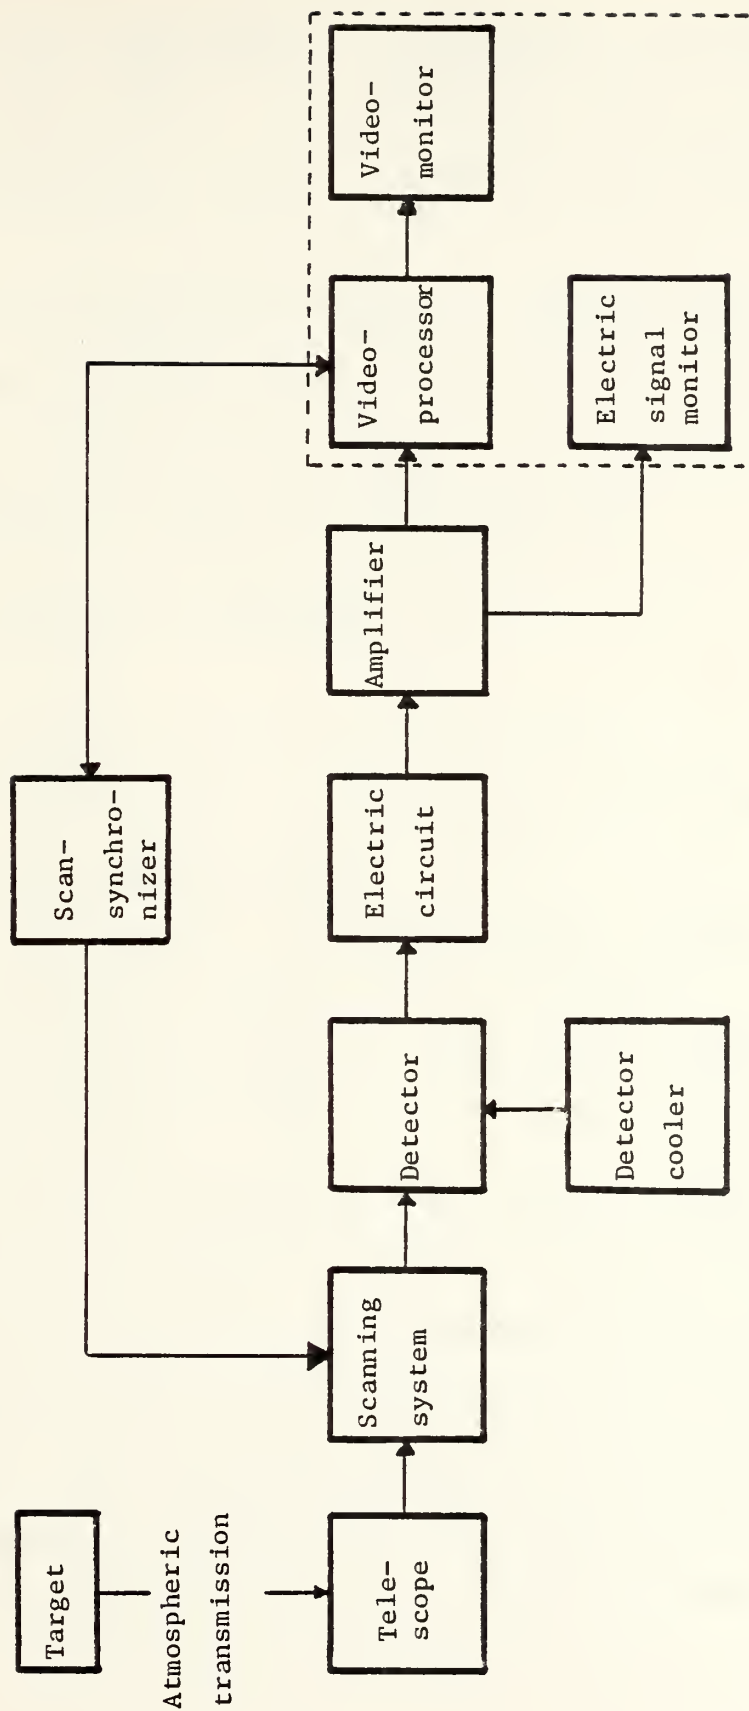 Target
Atmospheric
transmission
Tele-
scope
Scanning
system
Scan-
synchro-
nizer
Detector
Detector
cooler
Electric
circuit
Amplifier
Video-
processor
Video-
monitor
Electric
signal
monitor